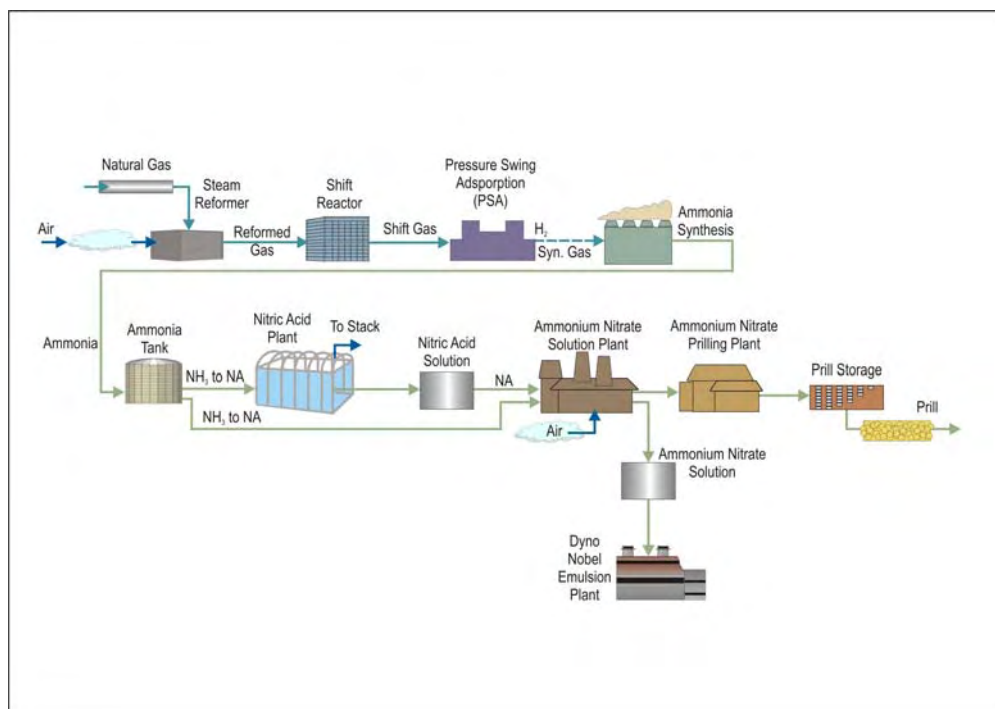 Natural Gas
Steam
Reformer
Shift
Reactor
Pressure Swing
Adsporption
(PSA)
Ammonia
Synthesis
Air
Reformed
Gas
Shift Gas
H₂
Syn. Gas
Ammonia
Ammonia
Tank
Nitric Acid
Plant
To Stack
Nitric Acid
Solution
Ammonium Nitrate
Solution Plant
Ammonium Nitrate
Prilling Plant
Prill Storage
NH₃ to NA
NA
NH₃ to NA
Air
Prill
Ammonium Nitrate
Solution
Dyno
Nobel
Emulsion
Plant